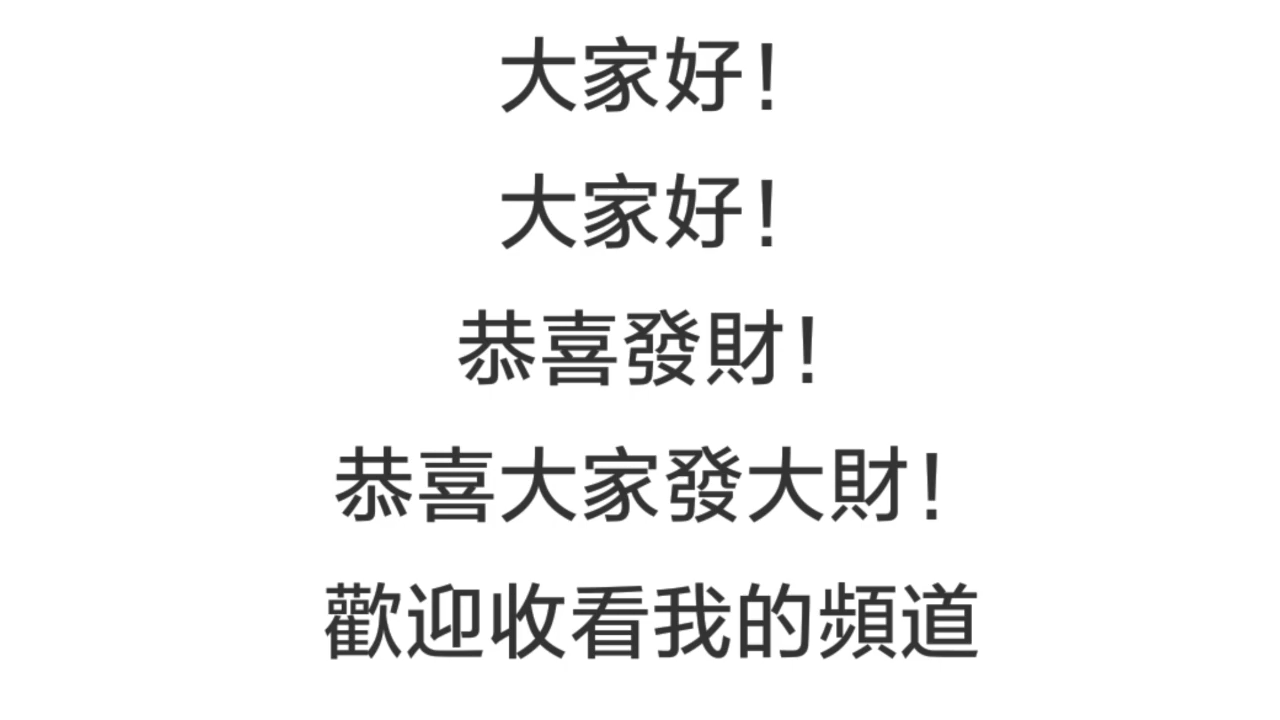 大家好！
大家好！
恭喜發財！
恭喜大家發大財！
歡迎收看我的頻道